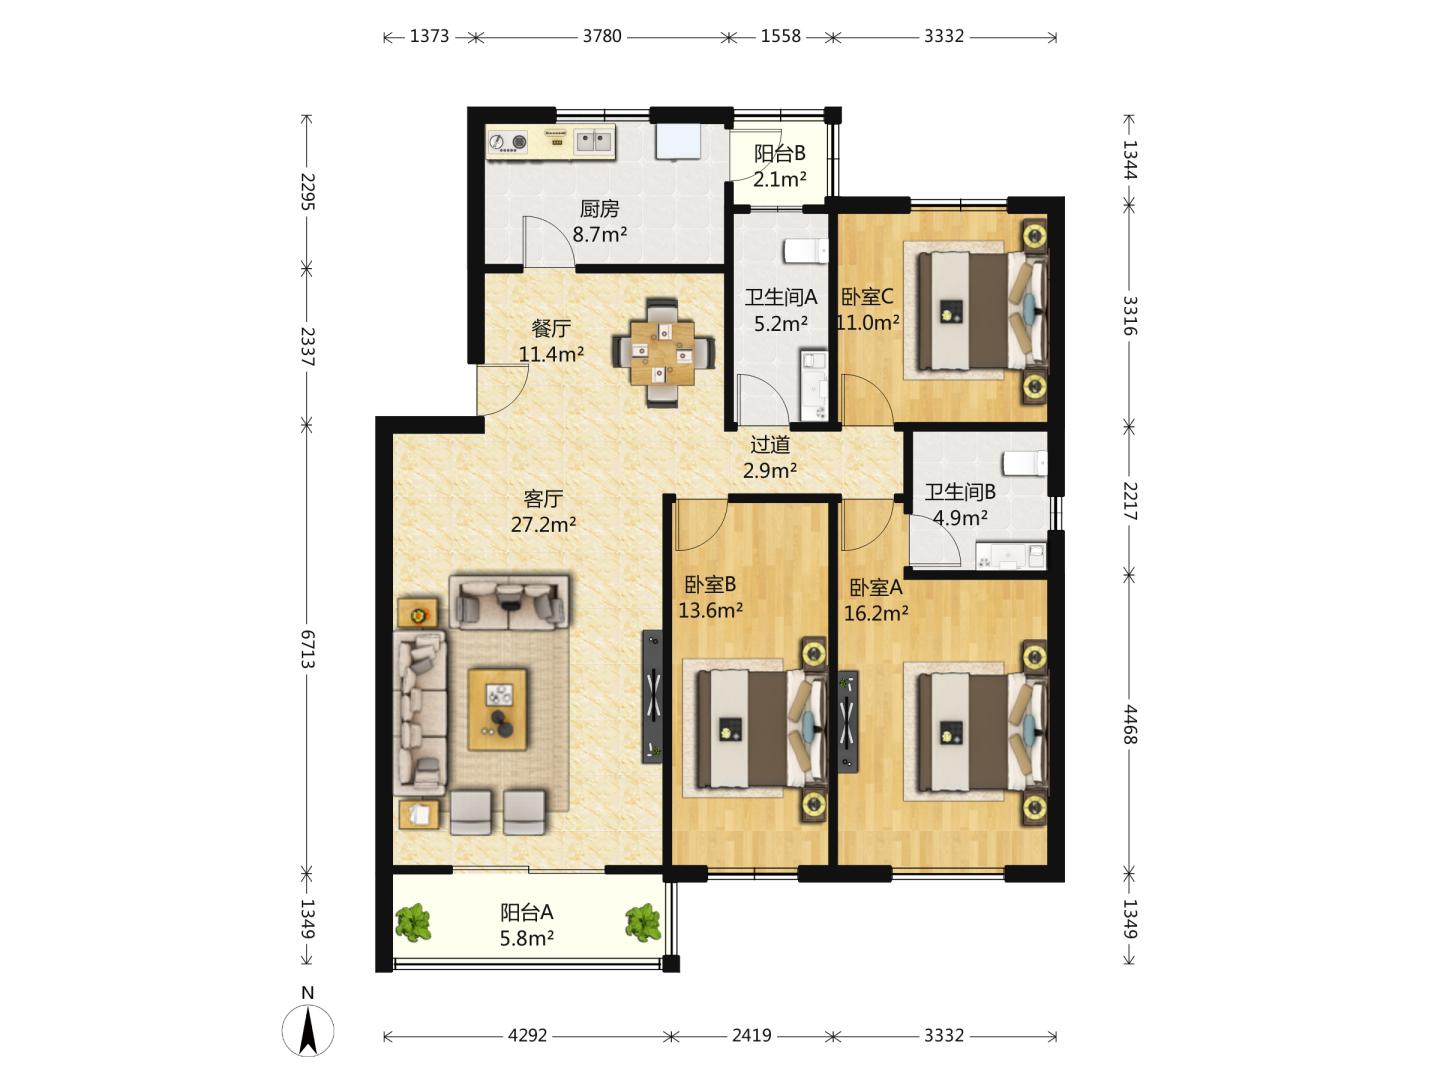 1373
3780
1558
3332
2295
2337
6713
1349
1344
3316
2217
4468
1349
阳台B
2.1m²
厨房
8.7m²
卫生间A
5.2m²
卧室C
11.0m²
餐厅
11.4m²
过道
2.9m²
客厅
27.2m²
卫生间B
4.9m²
卧室B
13.6m²
卧室A
16.2m²
阳台A
5.8m²
N
4292
2419
3332